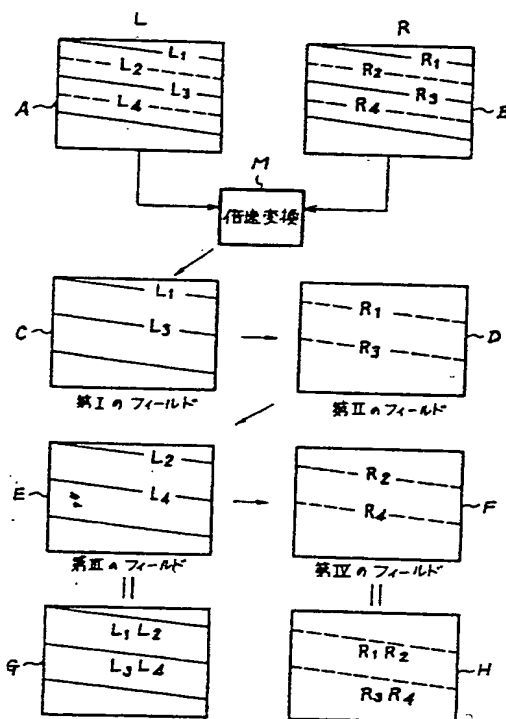 L R
L1 R1
L2 R2
L3 R3
L4 R4
A B
M
倍速変換
L1 R1
L3 R3
C D
第Iのフィールド 第IIのフィールド
L2 R2
L4 R4
E F
第IIIのフィールド 第IVのフィールド
L1 L2 R1 R2
L3 L4 R3 R4
G H